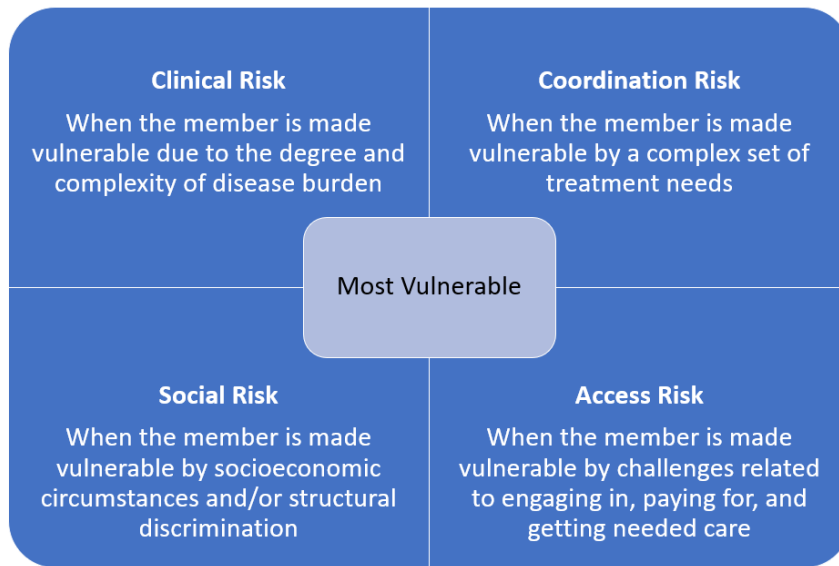 Clinical Risk
When the member is made
vulnerable due to the degree and
complexity of disease burden
Coordination Risk
When the member is made
vulnerable by a complex set of
treatment needs
Most Vulnerable
Social Risk
When the member is made
vulnerable by socioeconomic
circumstances and/or structural
discrimination
Access Risk
When the member is made
vulnerable by challenges related
to engaging in, paying for, and
getting needed care